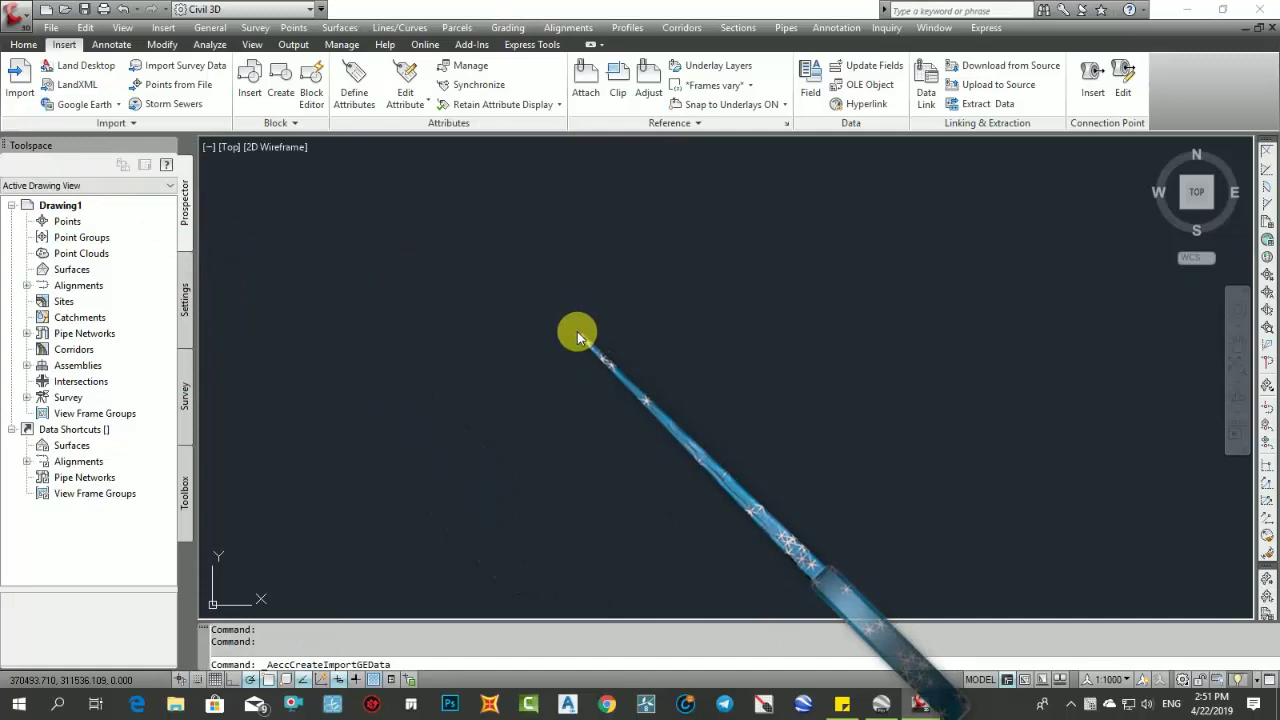 Civil 3D
Type a keyword or phrase
3D
File Edit View Insert General Survey Points Surfaces Lines/Curves Parcels Grading Alignments Profiles Corridors Sections Pipes Annotation Inquiry Window Express
Home Insert Annotate Modify Analyze View Output Manage Help Online Add-Ins Express Tools
Import
Land Desktop
LandXML
Google Earth
Import Survey Data
Points from File
Storm Sewers
Import
Insert
Create
Block
Editor
Block
Define
Attributes
Edit
Attribute
Manage
Synchronize
Retain Attribute Display
Attributes
Attach
Clip
Adjust
Underlay Layers
*Frames vary*
Snap to Underlays ON
Reference
Field
Update Fields
OLE Object
Hyperlink
Data
Data
Link
Download from Source
Upload to Source
Extract Data
Linking & Extraction
Insert
Edit
Connection Point
Toolspace
Active Drawing View
Drawing1
Points
Point Groups
Point Clouds
Surfaces
Alignments
Sites
Catchments
Pipe Networks
Corridors
Assemblies
Intersections
Survey
View Frame Groups
Data Shortcuts []
Surfaces
Alignments
Pipe Networks
View Frame Groups
Prospector
Settings
Survey
Toolbox
[−] [Top] [2D Wireframe]
N
W
TOP
E
S
WCS
Y
X
Command:
Command:
Command: _AeccCreateImportGEData
370493.710, 311536.109, 0.000
MODEL
1:1000
ENG
2:51 PM
4/22/2019